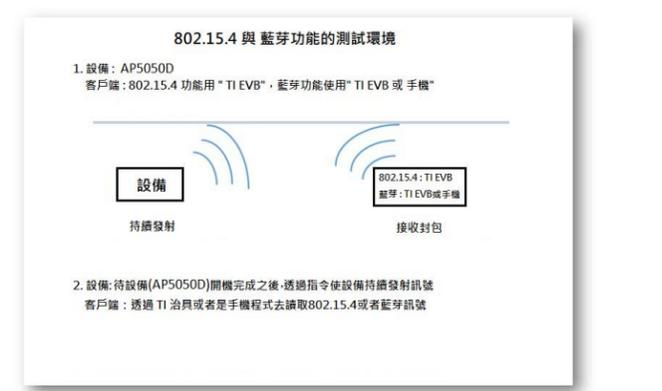 802.15.4 與 藍芽功能的測試環境
1. 設備 : AP5050D
客戶端 : 802.15.4 功能用 " TI EVB"，藍芽功能使用" TI EVB 或 手機"
設備
802.15.4 : TI EVB
藍芽 : TI EVB或手機
持續發射
接收封包
2. 設備:待設備(AP5050D)開機完成之後,透過指令使設備持續發射訊號
客戶端 : 透過 TI 治具或者是手機程式去讀取802.15.4或者藍芽訊號